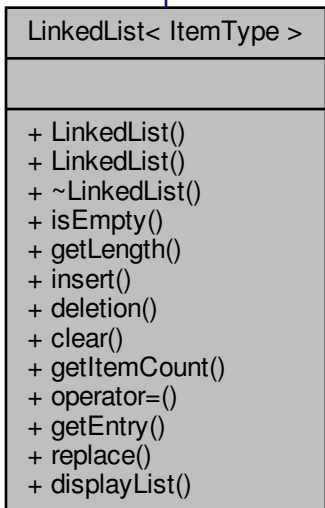 LinkedList< ItemType >
+ LinkedList()
+ LinkedList()
+ ~LinkedList()
+ isEmpty()
+ getLength()
+ insert()
+ deletion()
+ clear()
+ getItemCount()
+ operator=()
+ getEntry()
+ replace()
+ displayList()